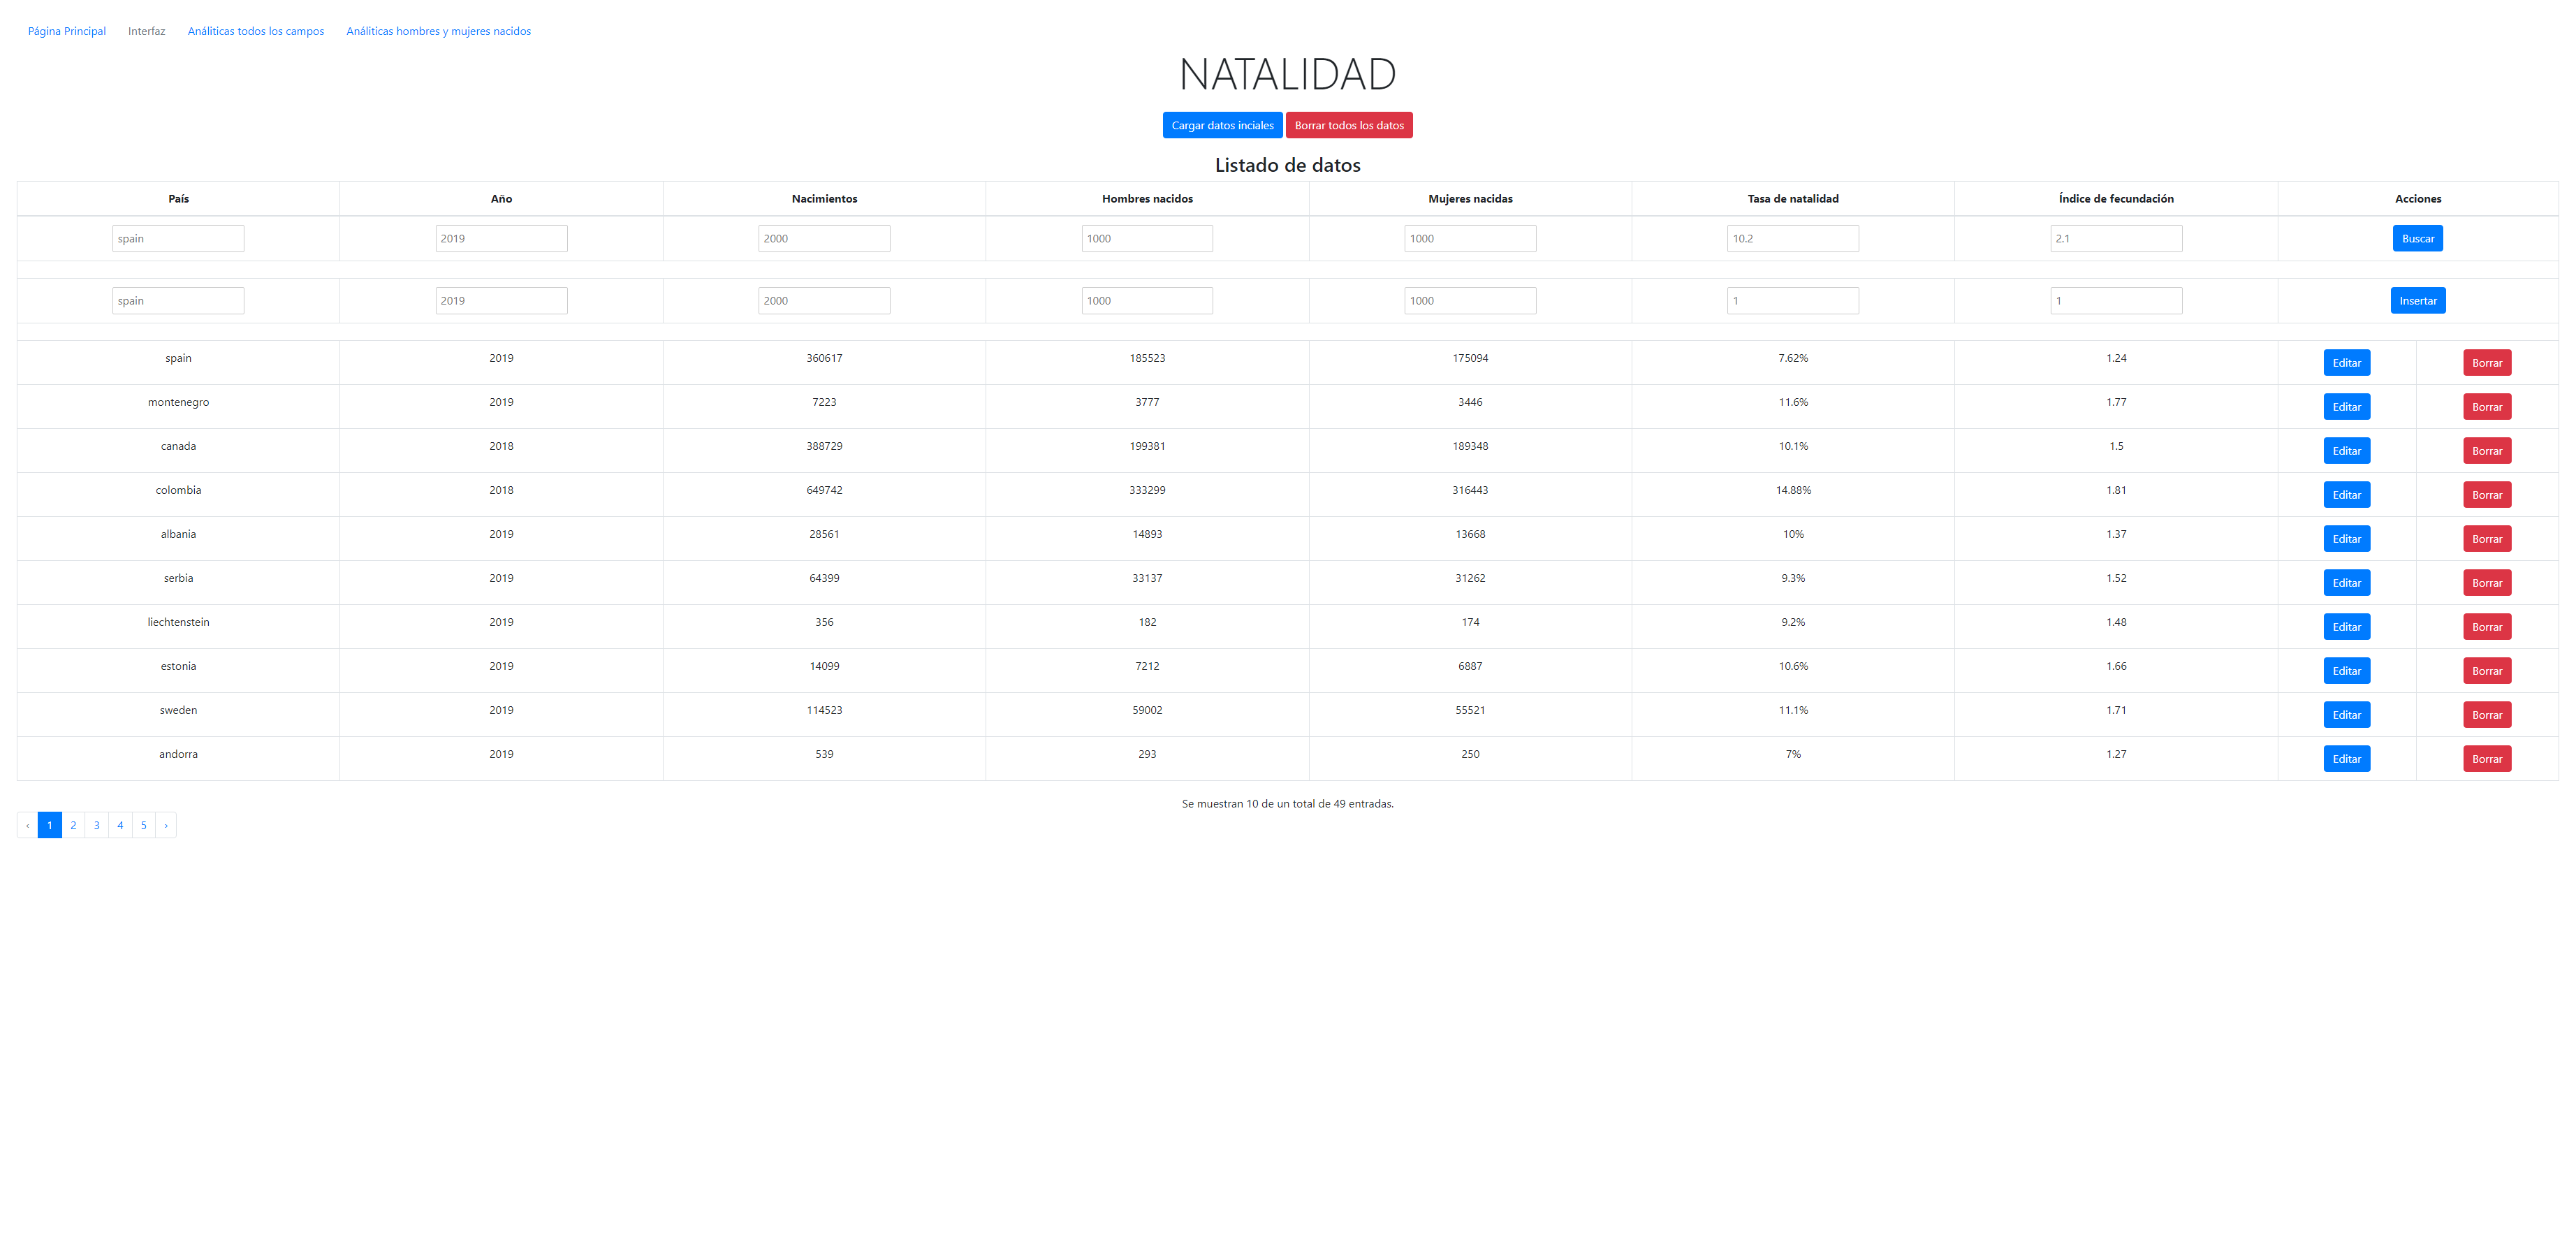 Página Principal Interfaz Análiticas todos los campos Análiticas hombres y mujeres nacidos
NATALIDAD
Cargar datos inciales Borrar todos los datos
Listado de datos
País Año Nacimientos Hombres nacidos Mujeres nacidas Tasa de natalidad Índice de fecundación Acciones
spain 2019 2000 1000 1000 10.2 2.1 Buscar
spain 2019 2000 1000 1000 1 1 Insertar
spain 2019 360617 185523 175094 7.62% 1.24 Editar Borrar
montenegro 2019 7223 3777 3446 11.6% 1.77 Editar Borrar
canada 2018 388729 199381 189348 10.1% 1.5 Editar Borrar
colombia 2018 649742 333299 316443 14.88% 1.81 Editar Borrar
albania 2019 28561 14893 13668 10% 1.37 Editar Borrar
serbia 2019 64399 33137 31262 9.3% 1.52 Editar Borrar
liechtenstein 2019 356 182 174 9.2% 1.48 Editar Borrar
estonia 2019 14099 7212 6887 10.6% 1.66 Editar Borrar
sweden 2019 114523 59002 55521 11.1% 1.71 Editar Borrar
andorra 2019 539 293 250 7% 1.27 Editar Borrar
Se muestran 10 de un total de 49 entradas.
‹ 1 2 3 4 5 ›